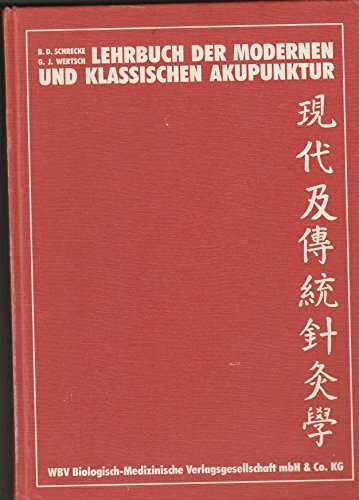 B. D. SCHRECKE
G. J. WERTSCH
LEHRBUCH DER MODERNEN
UND KLASSISCHEN AKUPUNKTUR
現代及傳統針灸學
WBV Biologisch-Medizinische Verlagsgesellschaft mbH & Co. KG